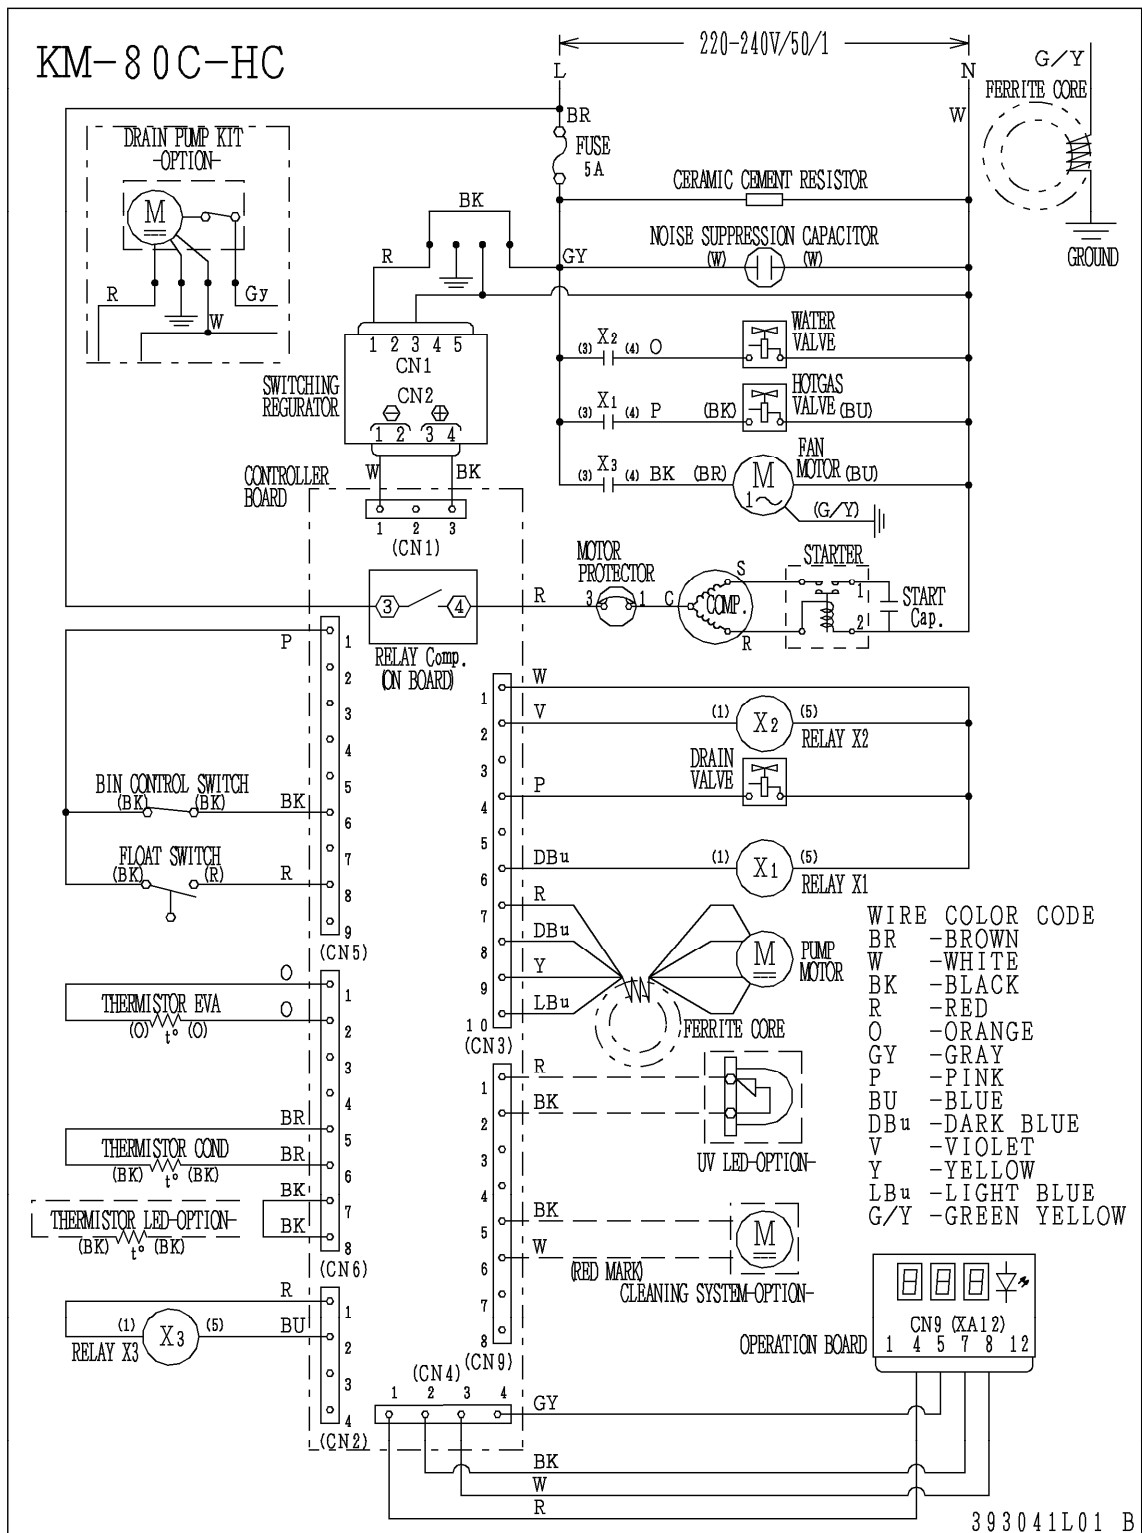 KM-80C-HC
220-240V/50/1
L
N
G/Y
FERRITE CORE
BR
W
DRAIN PUMP KIT
-OPTION-
FUSE
5A
M
CERAMIC CEMENT RESISTOR
BK
NOISE SUPPRESSION CAPACITOR
GROUND
R
GY
(W) (W)
R
Gy
W
WATER
VALVE
1 2 3 4 5
CN1
(3) X2 (4) O
SWITCHING
REGURATOR
CN2
HOTGAS
VALVE
(3) X1 (4) P (BK) (BU)
1 2 3 4
FAN
MOTOR
W BK
(3) X3 (4) BK (BR) M 1 (BU)
CONTROLLER
BOARD
(G/Y)
1 2 3
(CN1)
MOTOR
PROTECTOR
STARTER
3 4
R
3 1 C COMP. S R
1
2
START
Cap.
RELAY Comp.
(ON BOARD)
P
1
2
3
4
5
6
7
8
9
(CN5)
W
1
V
2
(1) X2 (5)
RELAY X2
3
DRAIN
VALVE
P
4
BIN CONTROL SWITCH
(BK) (BK)
BK
5
FLOAT SWITCH
(BK) (R)
R
DBu
6
(1) X1 (5)
RELAY X1
R
7
DBu
8
Y
9
LBu
10
(CN3)
M
PUMP
MOTOR
FERRITE CORE
WIRE COLOR CODE
BR -BROWN
W -WHITE
BK -BLACK
R -RED
O -ORANGE
GY -GRAY
P -PINK
BU -BLUE
DBu -DARK BLUE
V -VIOLET
Y -YELLOW
LBu -LIGHT BLUE
G/Y -GREEN YELLOW
O
O
THERMISTOR EVA
(O) t° (O)
1
2
3
4
5
6
7
8
(CN6)
BR
BR
THERMISTOR COND
(BK) t° (BK)
BK
BK
THERMISTOR LED-OPTION-
(BK) t° (BK)
R
1
BK
2
UV LED-OPTION-
3
4
BK
5
W
6
M
(RED MARK)
CLEANING SYSTEM-OPTION-
7
8
(CN9)
R
BU
(1) X3 (5)
RELAY X3
1
2
3
4
(CN2)
(CN4)
1 2 3 4
GY
BK
W
R
8 8 8
CN9 (XA12)
1 4 5 7 8 12
OPERATION BOARD
393041L01 B